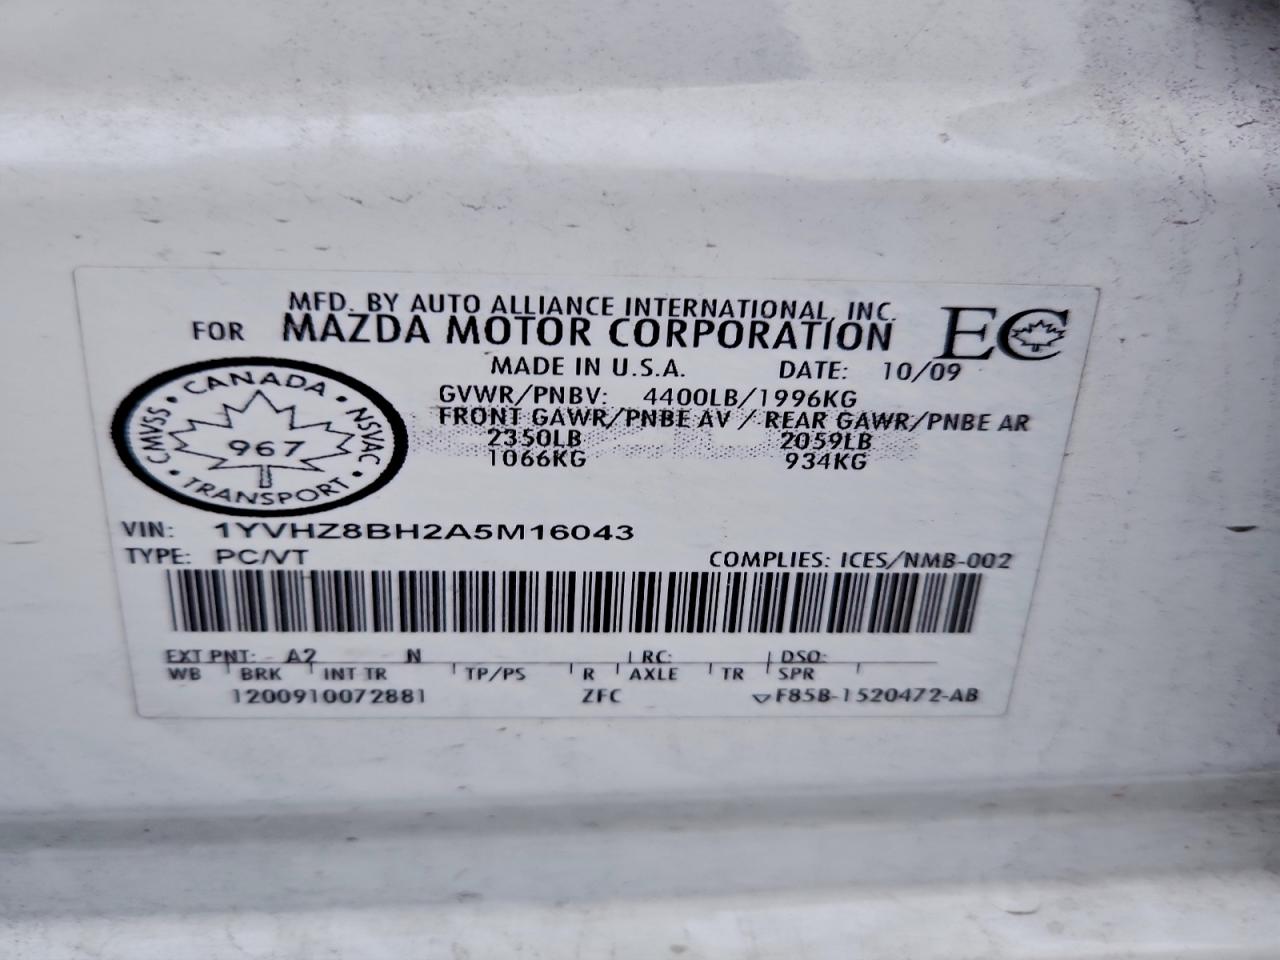 MFD. BY AUTO ALLIANCE INTERNATIONAL, INC.
FOR MAZDA MOTOR CORPORATION
EC
MADE IN U.S.A. DATE: 10/09
GVWR/PNBV: 4400LB/1996KG
FRONT GAWR/PNBE AV / REAR GAWR/PNBE AR
2350LB 2059LB
1066KG 934KG
CANADA
CMVSS • 967 • NSVAC
TRANSPORT
VIN: 1YVHZ8BH2A5M16043
TYPE: PC/VT COMPLIES: ICES/NMB-002
EXT PNT: A2 N RC: DSO:
WB BRK INT TR TP/PS R AXLE TR SPR
1200910072881 ZFC ▽F85B-1520472-AB